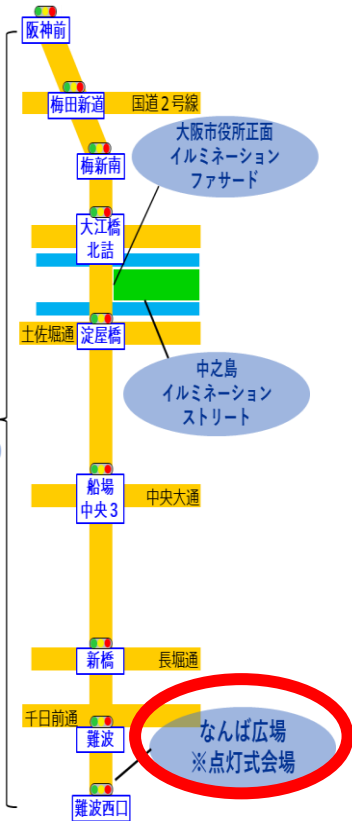 阪神前
梅田新道
国道2号線
大阪市役所正面
イルミネーション
ファサード
梅新南
大江橋
北詰
土佐堀通
淀屋橋
中之島
イルミネーション
ストリート
船場
中央3
中央大通
新橋
長堀通
千日前通
難波
なんば広場
※点灯式会場
難波西口